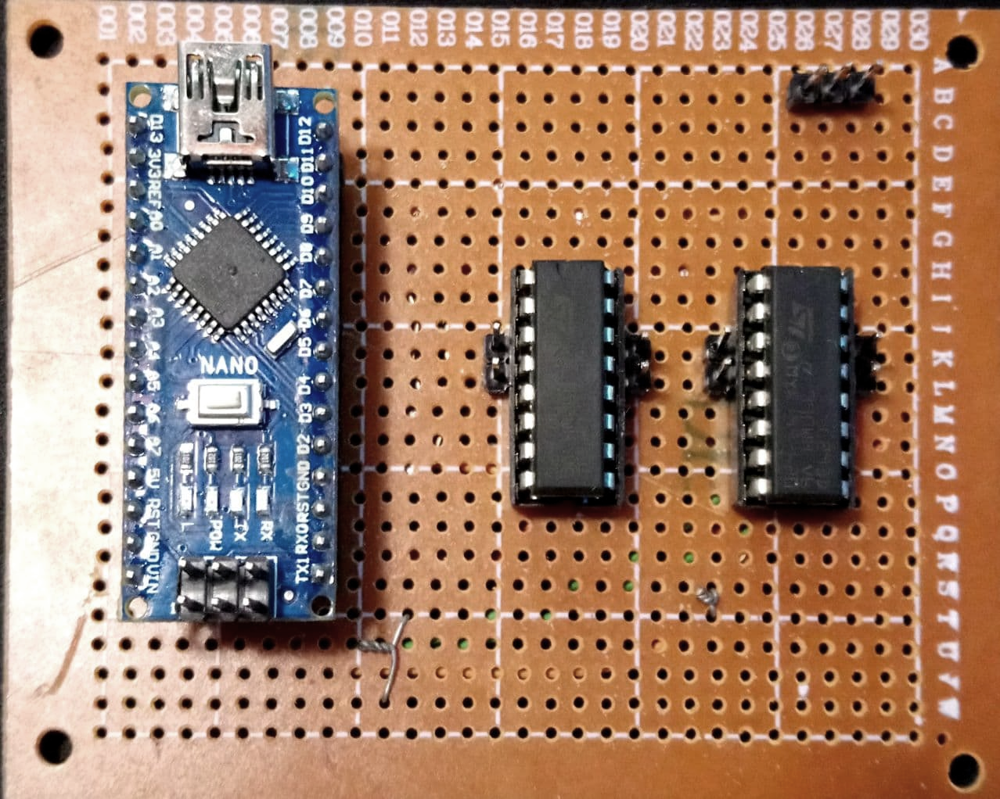 001 002 003 004 005 006 007 008 009 010 011 012 013 014 015 016 017 018 019 020 021 022 023 024 025 026 027 028 029 030
A
B
C
D
E
F
G
H
I
J
K
L
M
N
O
P
Q
R
S
T
U
V
W
D13
3V3
REF
A0
A1
A2
A3
A4
A5
A6
A7
5V
RST
GND
VIN
D12
D11
D10
D9
D8
D7
D6
D5
D4
D3
D2
GND
RST
RX0
TX1
NANO
L
POW
TX
RX
1
ST
ST